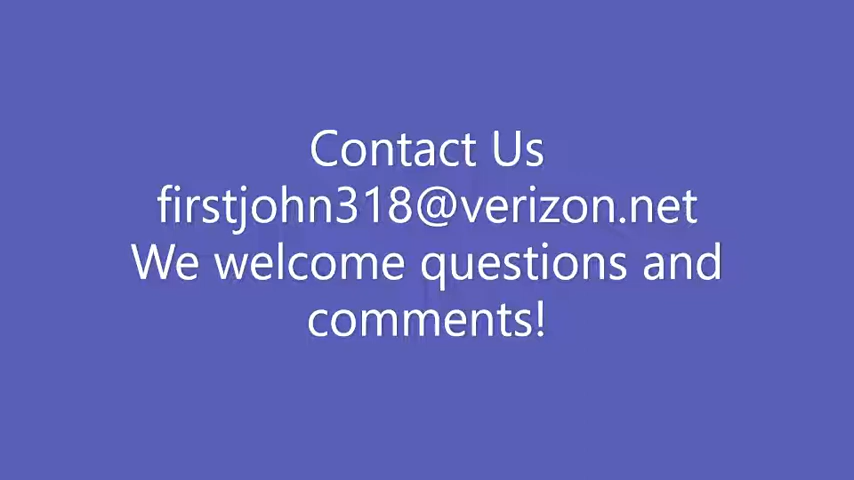 Contact Us
firstjohn318@verizon.net
We welcome questions and
comments!